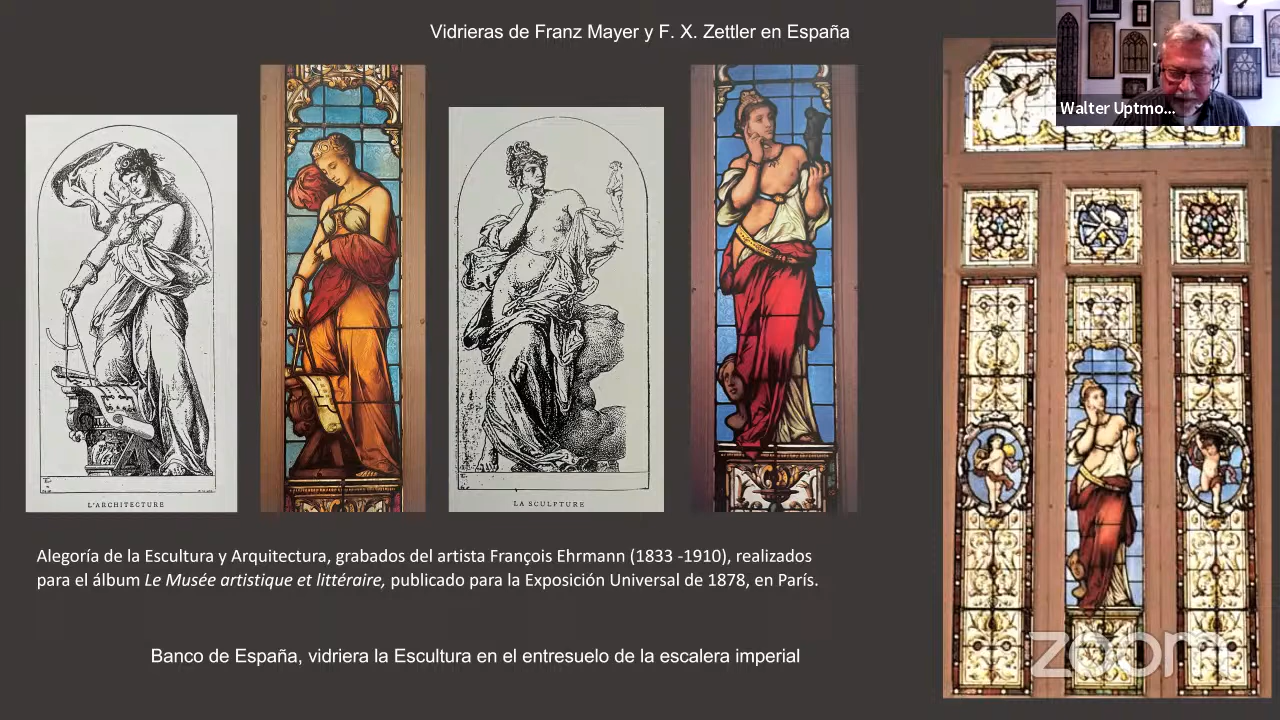 Vidrieras de Franz Mayer y F. X. Zettler en España
Walter Uptmo...
L'ARCHITECTURE
LA SCULPTURE
Alegoría de la Escultura y Arquitectura, grabados del artista François Ehrmann (1833 -1910), realizados
para el álbum Le Musée artistique et littéraire, publicado para la Exposición Universal de 1878, en París.
Banco de España, vidriera la Escultura en el entresuelo de la escalera imperial
zoom